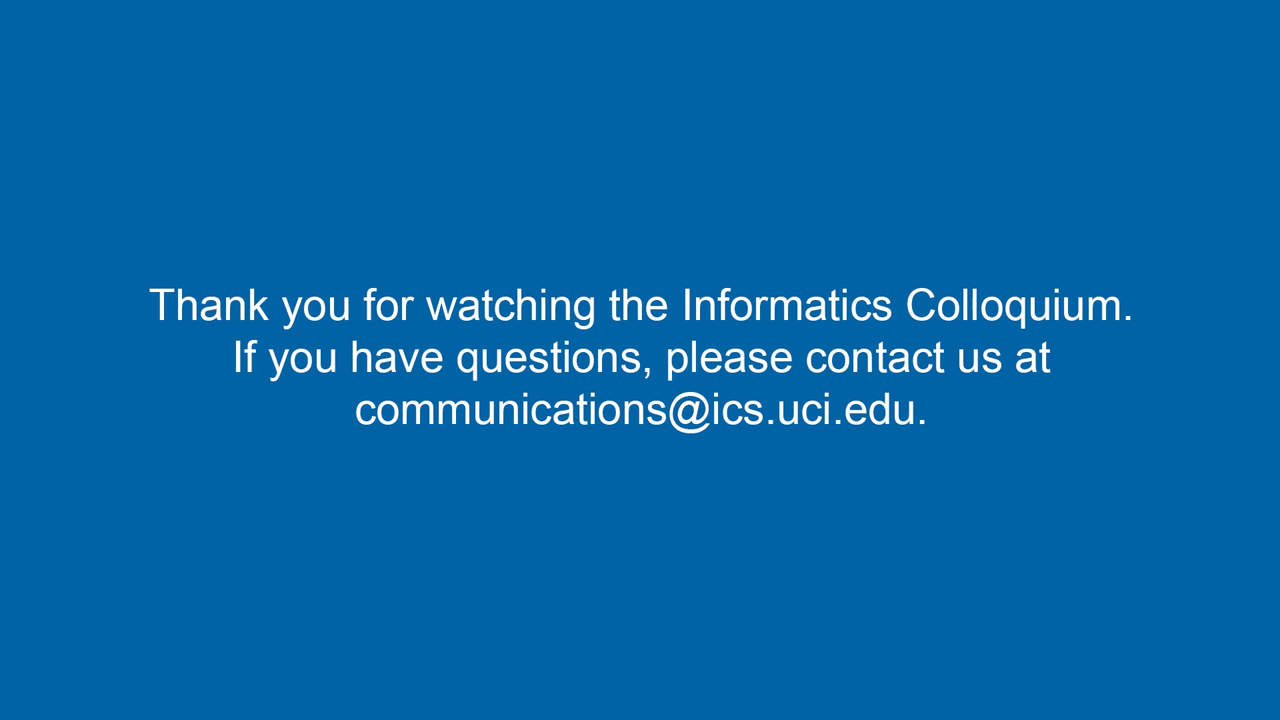 Thank you for watching the Informatics Colloquium.
If you have questions, please contact us at
communications@ics.uci.edu.